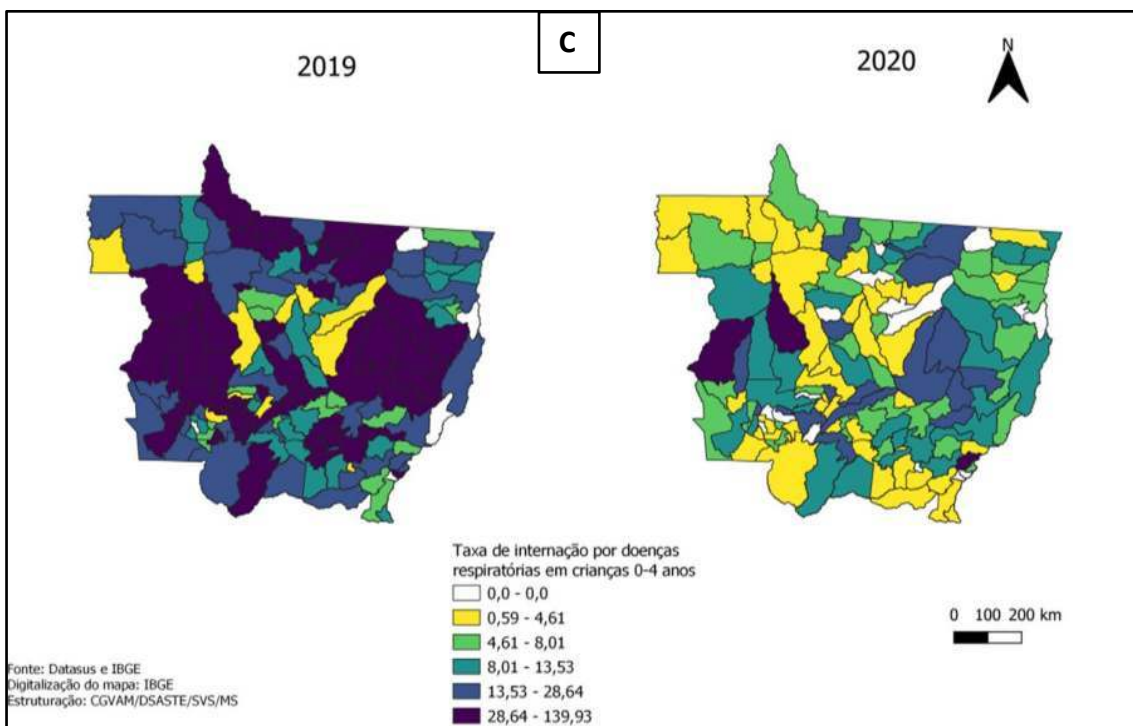 C
2019
2020
N
Taxa de internação por doenças
respiratórias em crianças 0-4 anos
0,0 - 0,0
0,59 - 4,61
4,61 - 8,01
8,01 - 13,53
13,53 - 28,64
28,64 - 139,93
0 100 200 km
Fonte: Datasus e IBGE
Digitalização do mapa: IBGE
Estruturação: CGVAM/DSASTE/SVS/MS